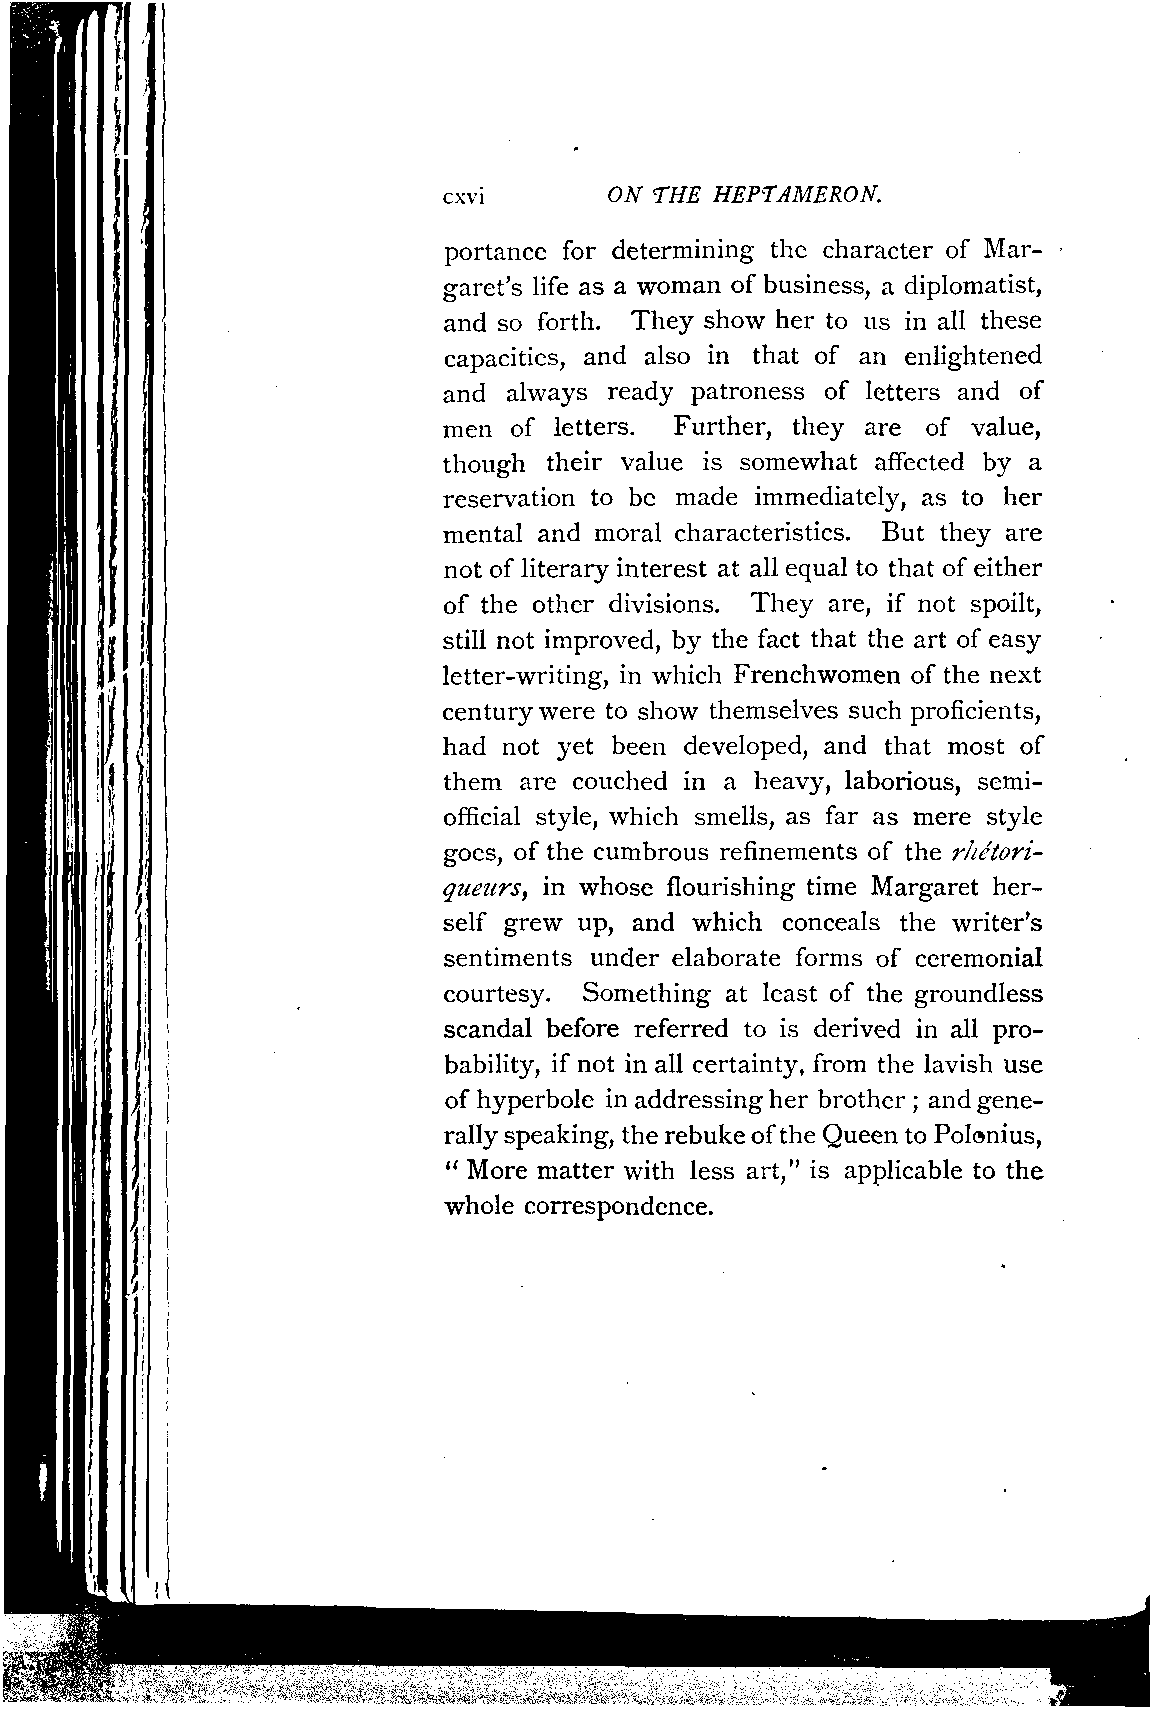 cxvi ON THE HEPTAMERON.
portance for determining the character of Mar-
garet's life as a woman of business, a diplomatist,
and so forth. They show her to us in all these
capacities, and also in that of an enlightened
and always ready patroness of letters and of
men of letters. Further, they are of value,
though their value is somewhat affected by a
reservation to be made immediately, as to her
mental and moral characteristics. But they are
not of literary interest at all equal to that of either
of the other divisions. They are, if not spoilt,
still not improved, by the fact that the art of easy
letter-writing, in which Frenchwomen of the next
century were to show themselves such proficients,
had not yet been developed, and that most of
them are couched in a heavy, laborious, semi-
official style, which smells, as far as mere style
goes, of the cumbrous refinements of the rhétori-
queurs, in whose flourishing time Margaret her-
self grew up, and which conceals the writer's
sentiments under elaborate forms of ceremonial
courtesy. Something at least of the groundless
scandal before referred to is derived in all pro-
bability, if not in all certainty, from the lavish use
of hyperbole in addressing her brother; and gene-
rally speaking, the rebuke of the Queen to Polonius,
"More matter with less art," is applicable to the
whole correspondence.